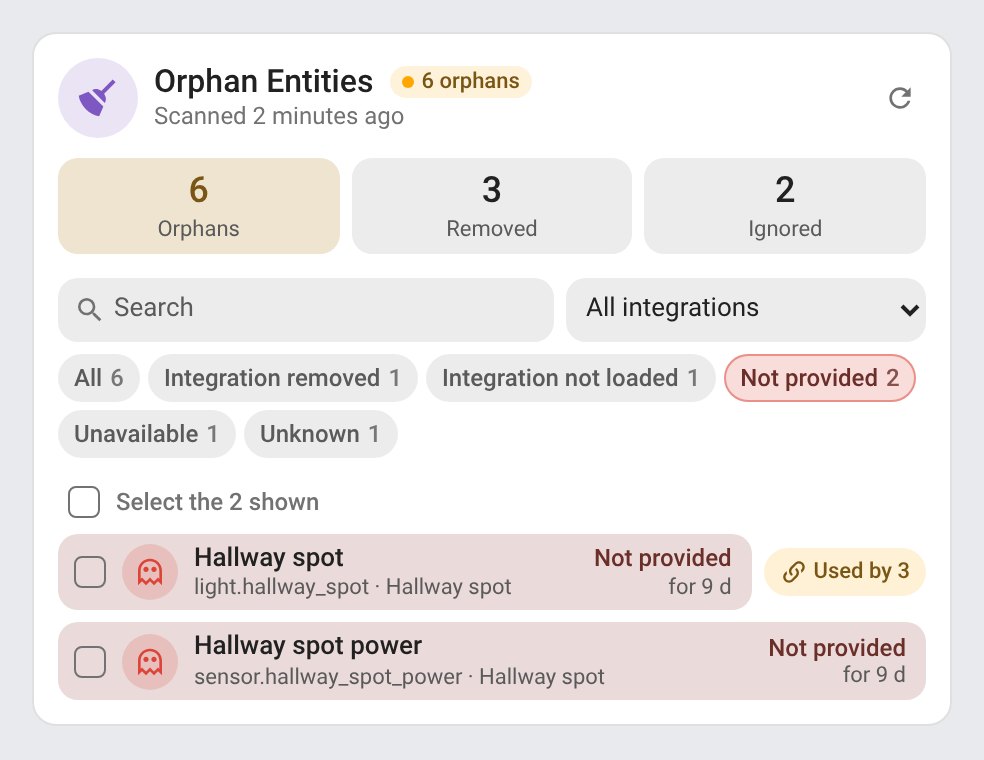 Orphan Entities
6 orphans
Scanned 2 minutes ago
6
Orphans
3
Removed
2
Ignored
Search
All integrations
All 6
Integration removed 1
Integration not loaded 1
Not provided 2
Unavailable 1
Unknown 1
Select the 2 shown
Hallway spot
light.hallway_spot · Hallway spot
Not provided
for 9 d
Used by 3
Hallway spot power
sensor.hallway_spot_power · Hallway spot
Not provided
for 9 d